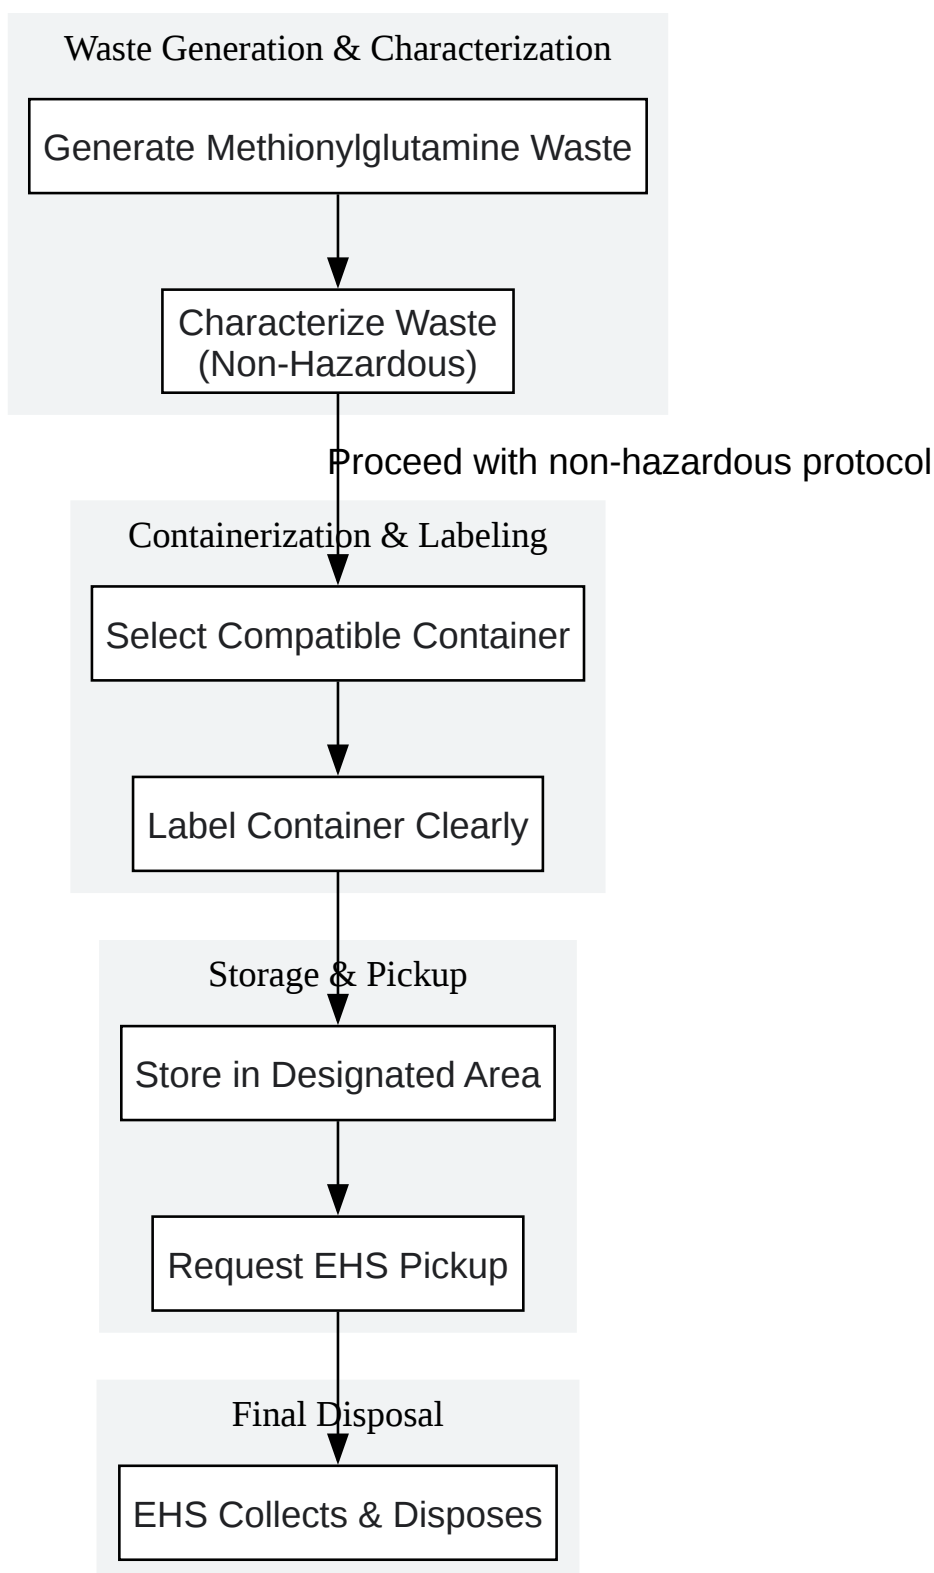 Waste Generation & Characterization
Generate Methionylglutamine Waste
Characterize Waste
(Non-Hazardous)
Proceed with non-hazardous protocol
Containerization & Labeling
Select Compatible Container
Label Container Clearly
Storage & Pickup
Store in Designated Area
Request EHS Pickup
Final Disposal
EHS Collects & Disposes